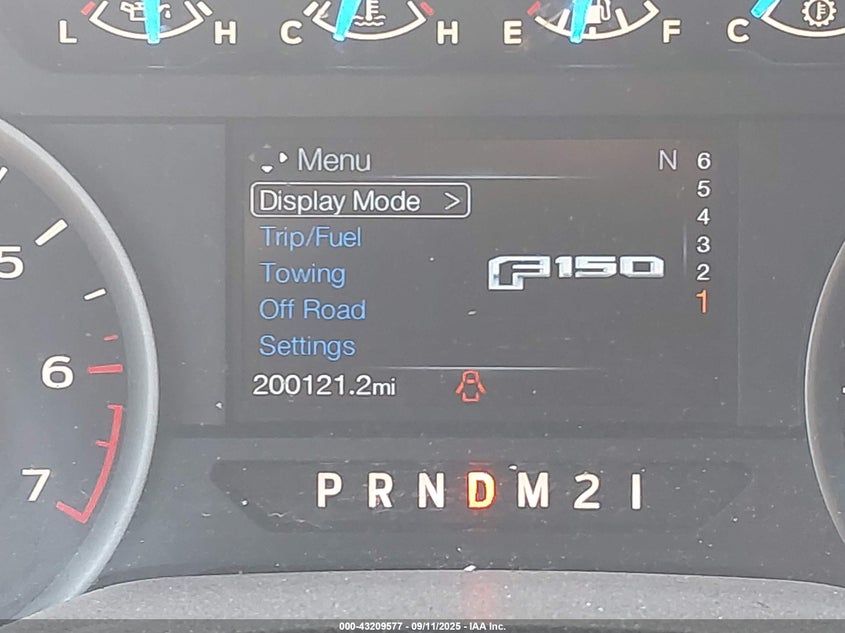 L H C H E F C
Menu N 6
Display Mode > 5
4
Trip/Fuel 3
Towing F150 2
Off Road 1
Settings
200121.2mi
5
6
7
P R N D M 2 1
000-43209577 - 09/11/2025 - IAA Inc.